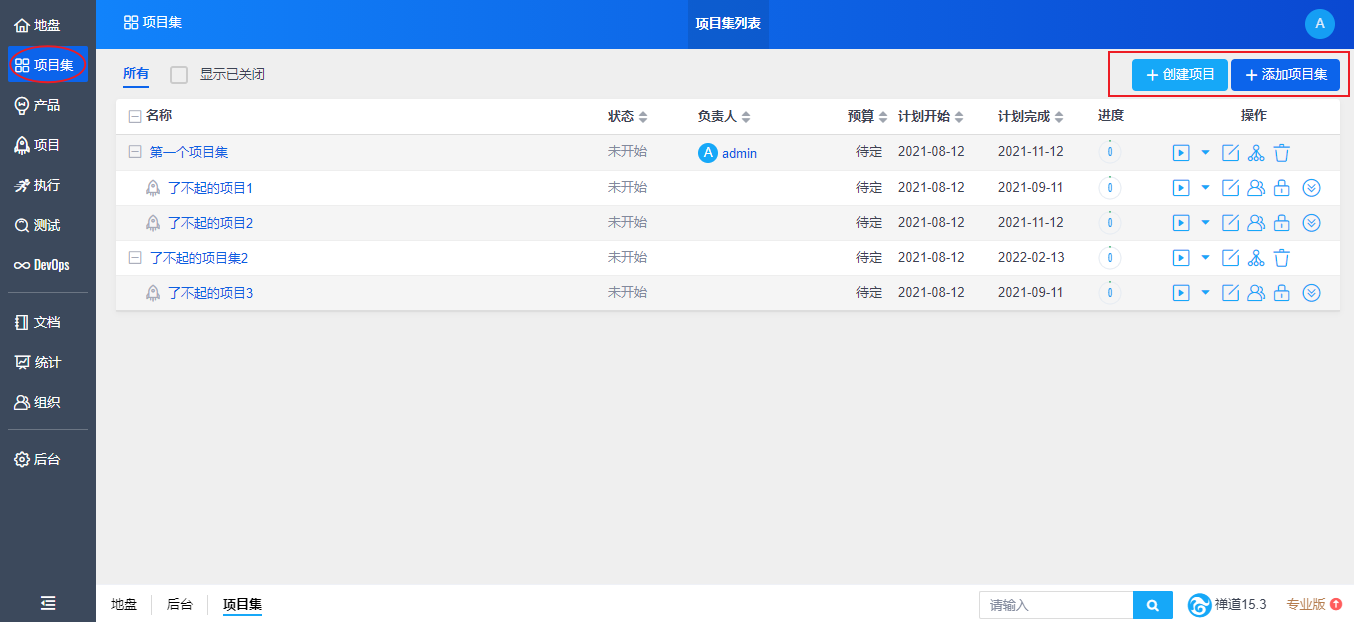 地盘
项目集
产品
项目
执行
测试
DevOps
文档
统计
组织
后台
项目集
项目集列表
A
所有 显示已关闭
创建项目 添加项目集
名称 状态 负责人 预算 计划开始 计划完成 进度 操作
第一个项目集 未开始 A admin 待定 2021-08-12 2021-11-12 0
了不起的项目1 未开始 待定 2021-08-12 2021-09-11 0
了不起的项目2 未开始 待定 2021-08-12 2021-11-12 0
了不起的项目集2 未开始 待定 2021-08-12 2022-02-13 0
了不起的项目3 未开始 待定 2021-08-12 2021-09-11 0
地盘 后台 项目集 请输入 禅道15.3 专业版